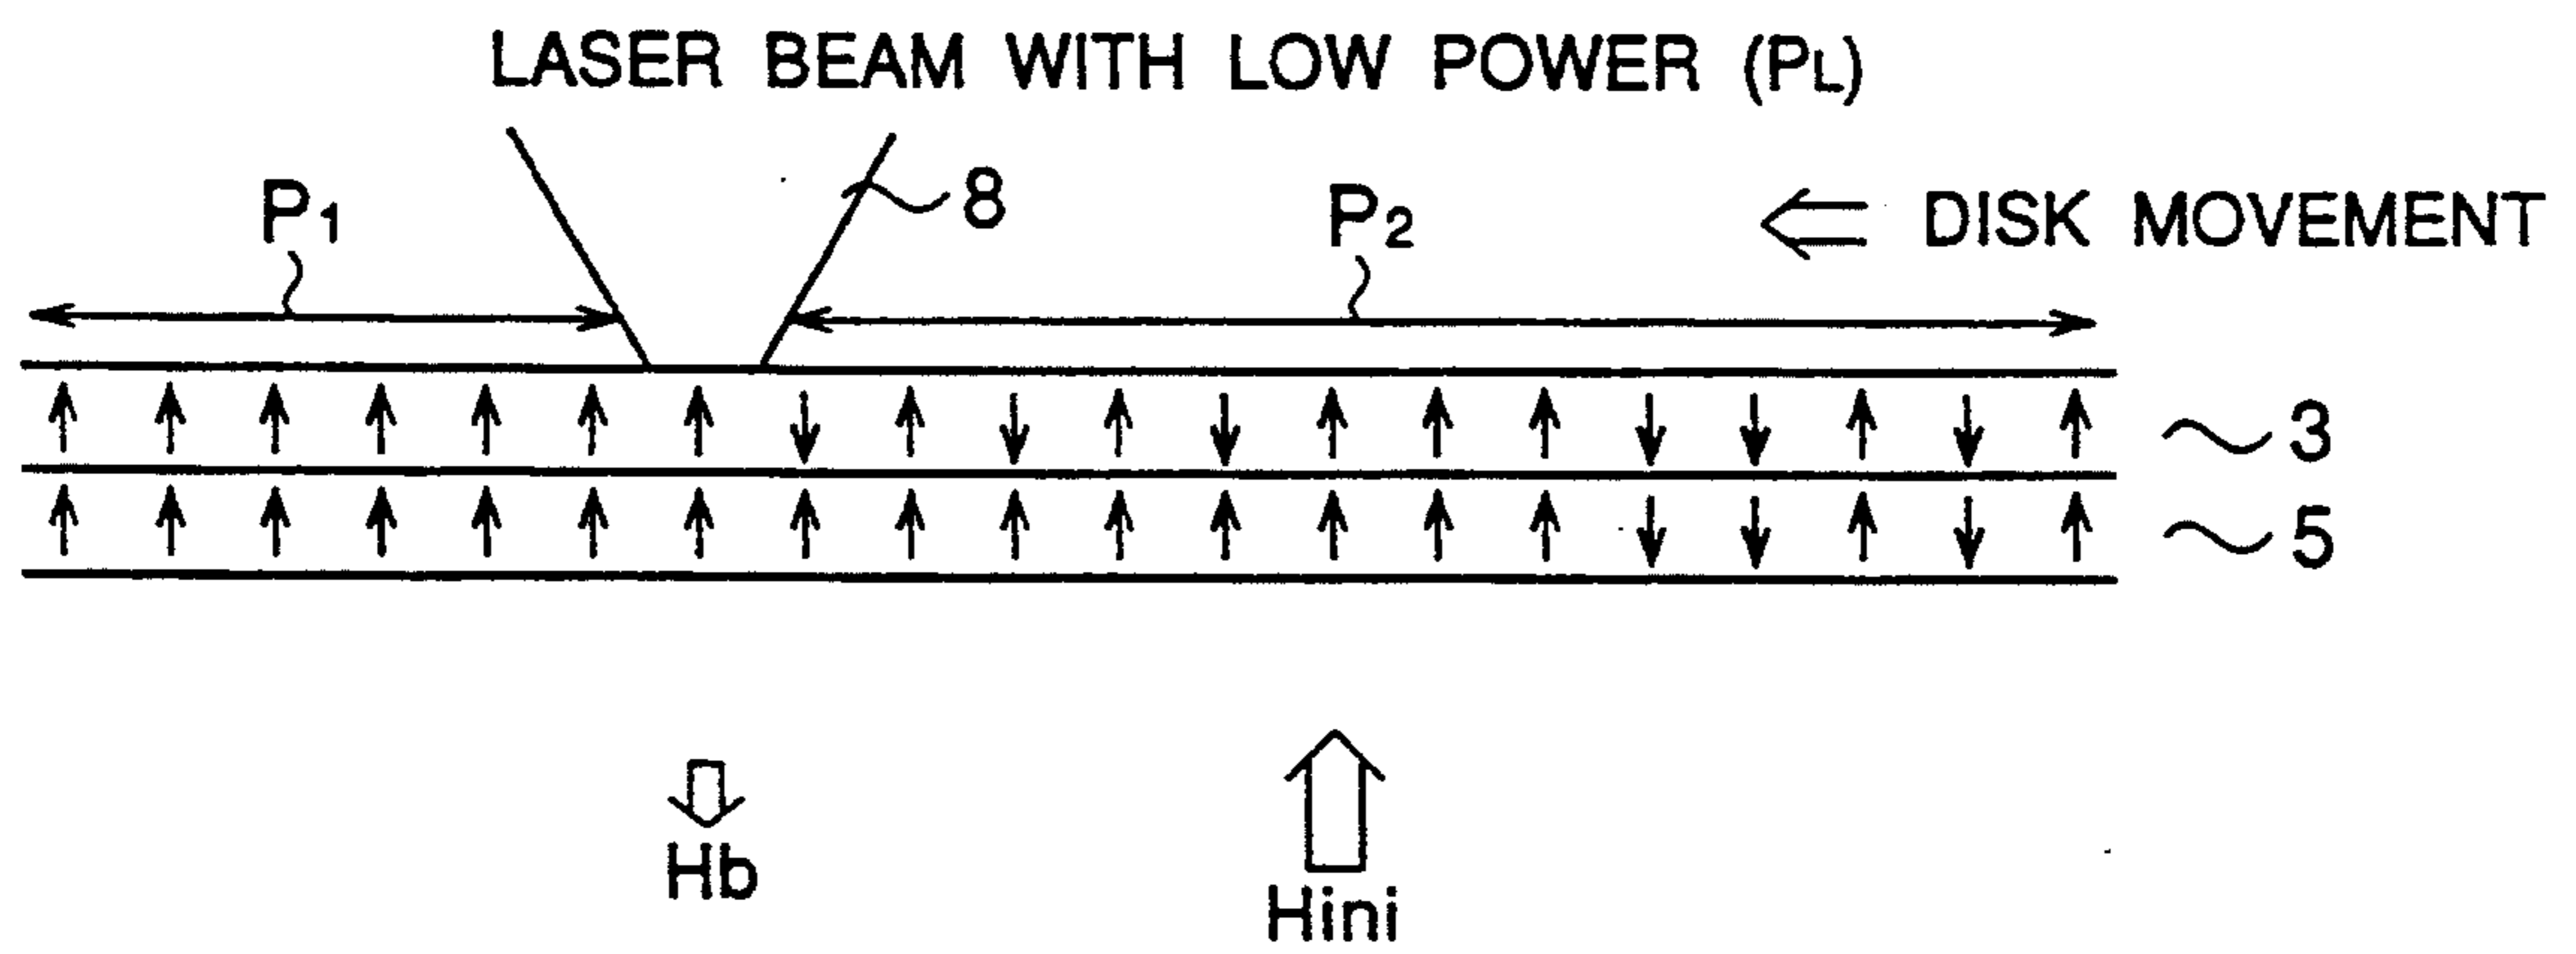 LASER BEAM WITH LOW POWER (PL)
P1
8
P2
DISK MOVEMENT
3
5
Hb
Hini